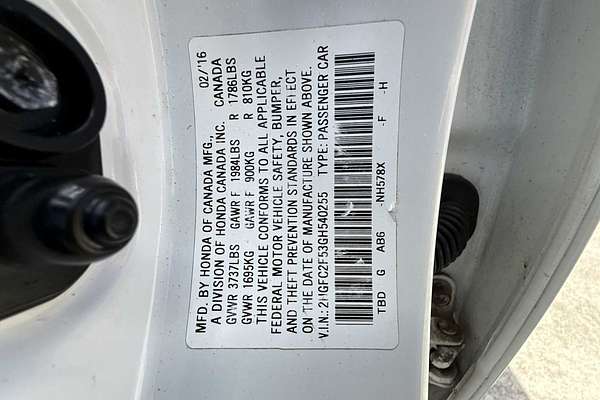 MFD. BY HONDA OF CANADA MFG., 02/'16
A DIVISION OF HONDA CANADA INC. CANADA
GVWR 3737LBS GAWR F 1984LBS R 1786LBS
GVWR 1695KG GAWR F 900KG R 810KG
THIS VEHICLE CONFORMS TO ALL APPLICABLE
FEDERAL MOTOR VEHICLE SAFETY, BUMPER,
AND THEFT PREVENTION STANDARDS IN EFFECT
ON THE DATE OF MANUFACTURE SHOWN ABOVE.
V.I.N.: 2HGFC2F53GH540255 TYPE: PASSENGER CAR
TBD G AB6 -NH578X -F -H